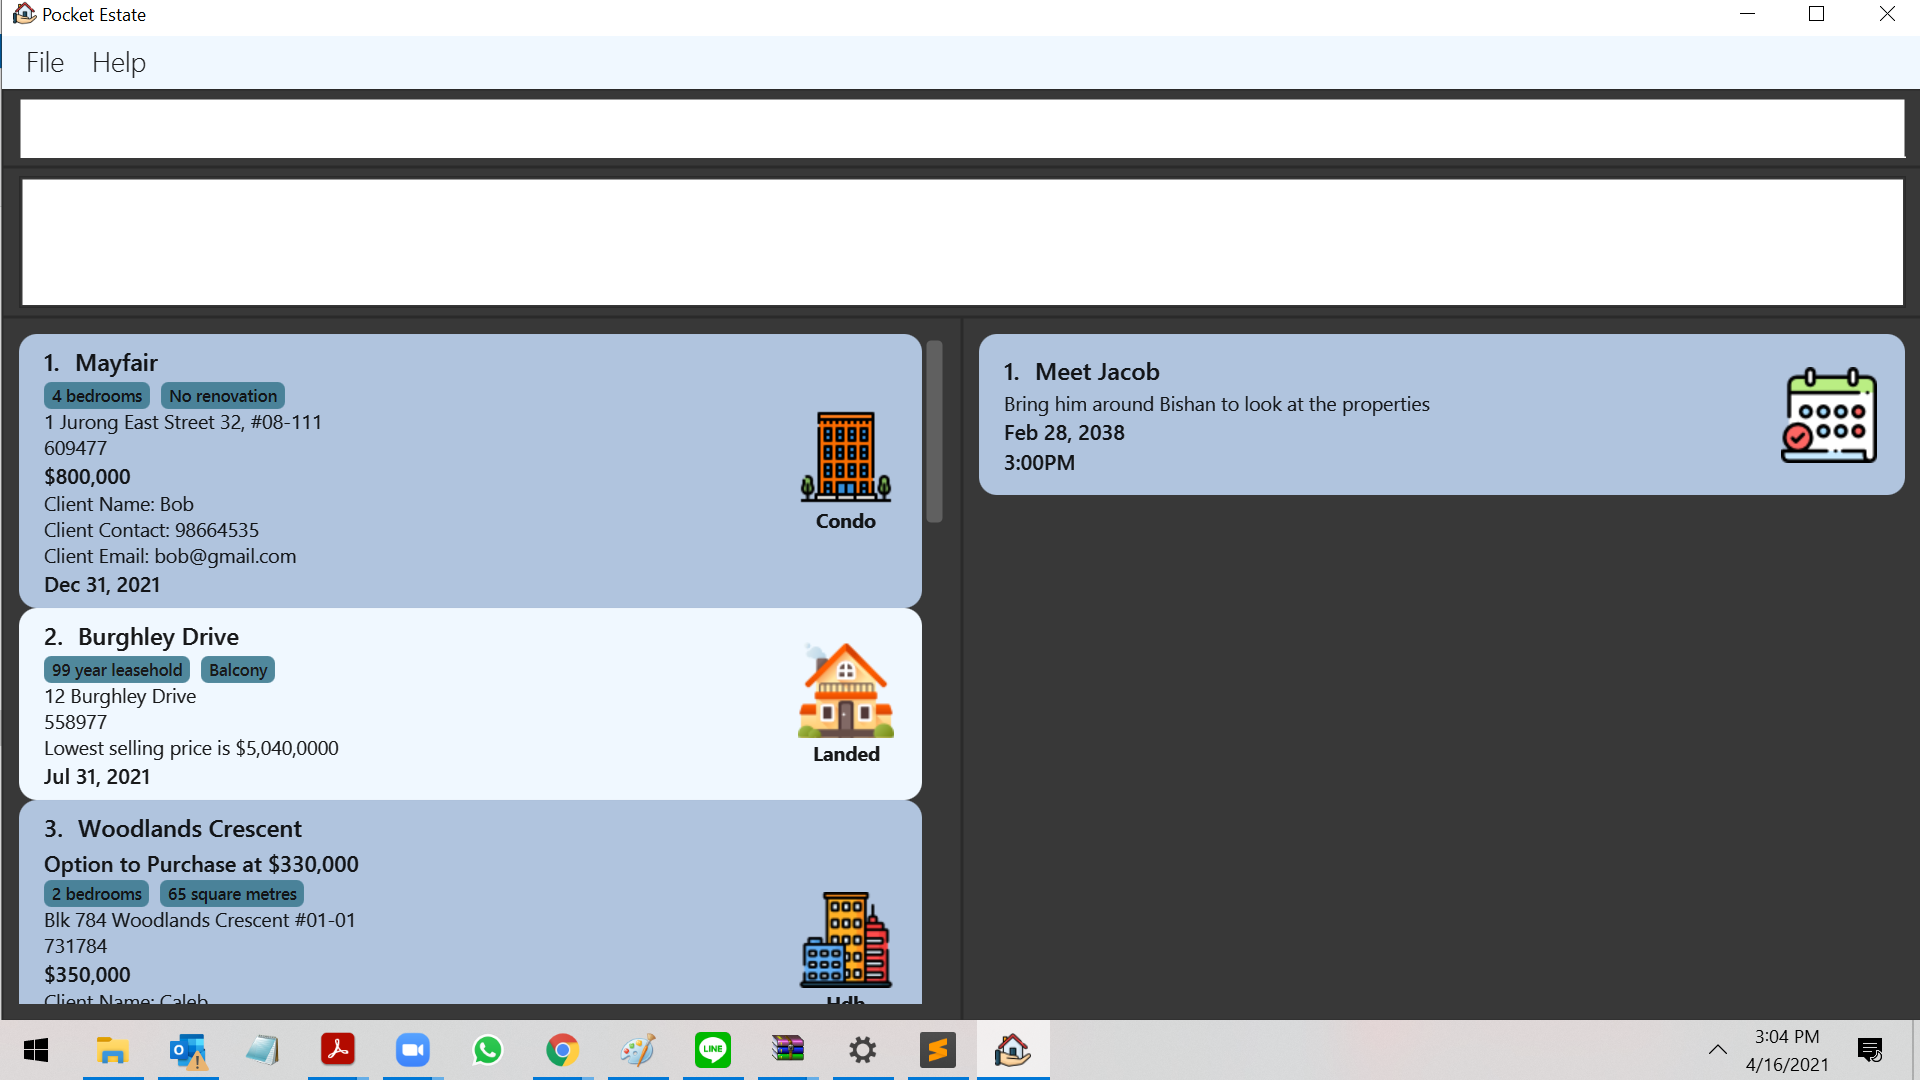 Pocket Estate
File Help
1. Mayfair
4 bedrooms No renovation
1 Jurong East Street 32, #08-111
609477
$800,000
Client Name: Bob
Client Contact: 98664535
Client Email: bob@gmail.com
Dec 31, 2021
Condo
2. Burghley Drive
99 year leasehold Balcony
12 Burghley Drive
558977
Lowest selling price is $5,040,0000
Jul 31, 2021
Landed
3. Woodlands Crescent
Option to Purchase at $330,000
2 bedrooms 65 square metres
Blk 784 Woodlands Crescent #01-01
731784
$350,000
Client Name: Caleb
Hdb
1. Meet Jacob
Bring him around Bishan to look at the properties
Feb 28, 2038
3:00PM
LINE
3:04 PM
4/16/2021